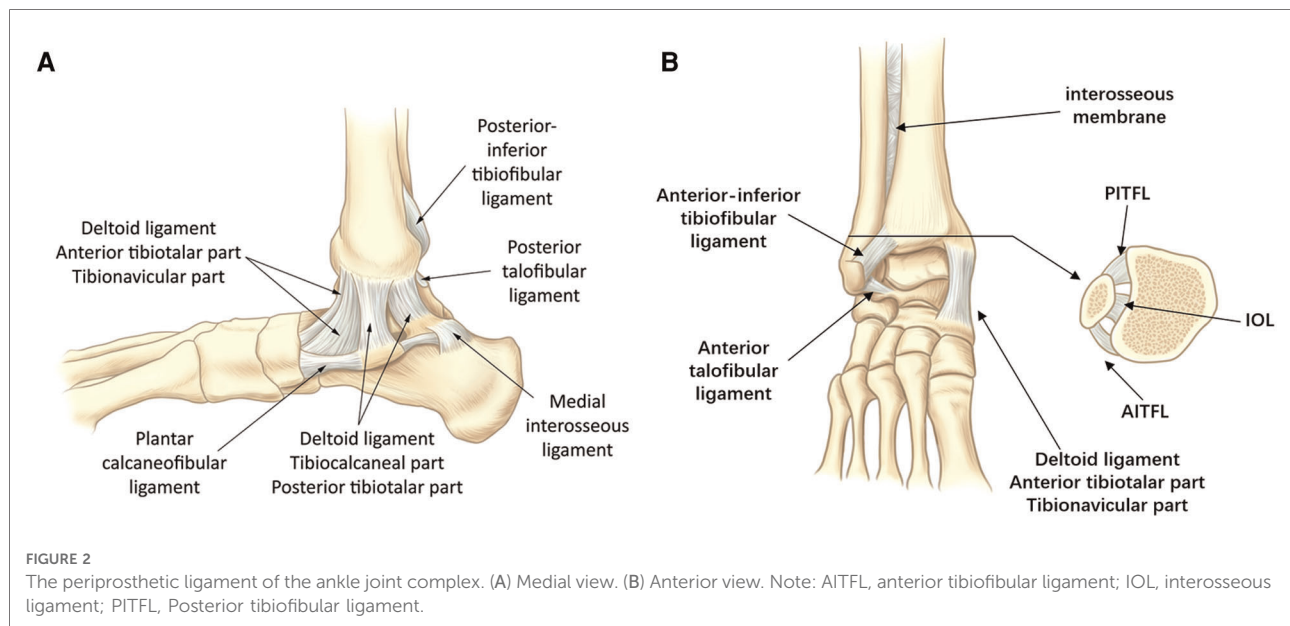 A
Posterior-
inferior
tibiofibular
ligament
Deltoid ligament
Anterior tibiotalar part
Tibionavicular part
Posterior
talofibular
ligament
Plantar
calcaneofibular
ligament
Deltoid ligament
Tibiocalcaneal part
Posterior tibiotalar part
Medial
interosseous
ligament
B
interosseous
membrane
Anterior-inferior
tibiofibular
ligament
PITFL
IOL
Anterior
talofibular
ligament
AITFL
Deltoid ligament
Anterior tibiotalar part
Tibionavicular part
FIGURE 2
The periprosthetic ligament of the ankle joint complex. (A) Medial view. (B) Anterior view. Note: AITFL, anterior tibiofibular ligament; IOL, interosseous
ligament; PITFL, Posterior tibiofibular ligament.